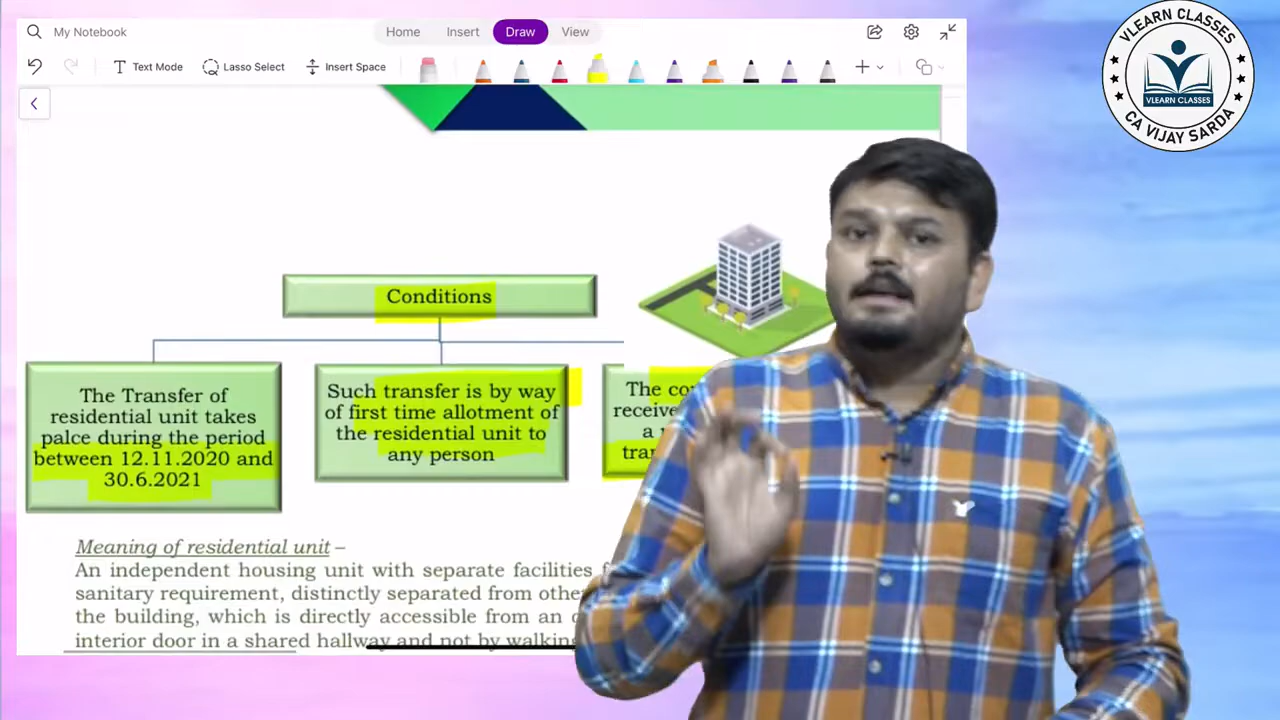 My Notebook
Home Insert Draw View
Text Mode Lasso Select Insert Space
VLEARN CLASSES
VLEARN CLASSES
CA VIJAY SARDA
Conditions
The Transfer of
residential unit takes
palce during the period
between 12.11.2020 and
30.6.2021
Such transfer is by way
of first time allotment of
the residential unit to
any person
The
a
Meaning of residential unit –
An independent housing unit with separate facilities
sanitary requirement, distinctly separated from
the building, which is directly accessible from an
interior door in a shared hallway and not by walking